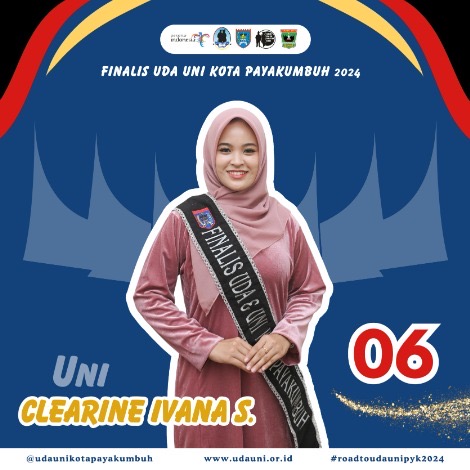 FINALIS UDA UNI KOTA PAYAKUMBUH 2024
FINALIS UDA & UNI
PAYAKUMBUH
06
UNI
CLEARINE IVANA S.
@udaunikotapayakumbuh
www.udauni.or.id
#roadtoudaunipyk2024